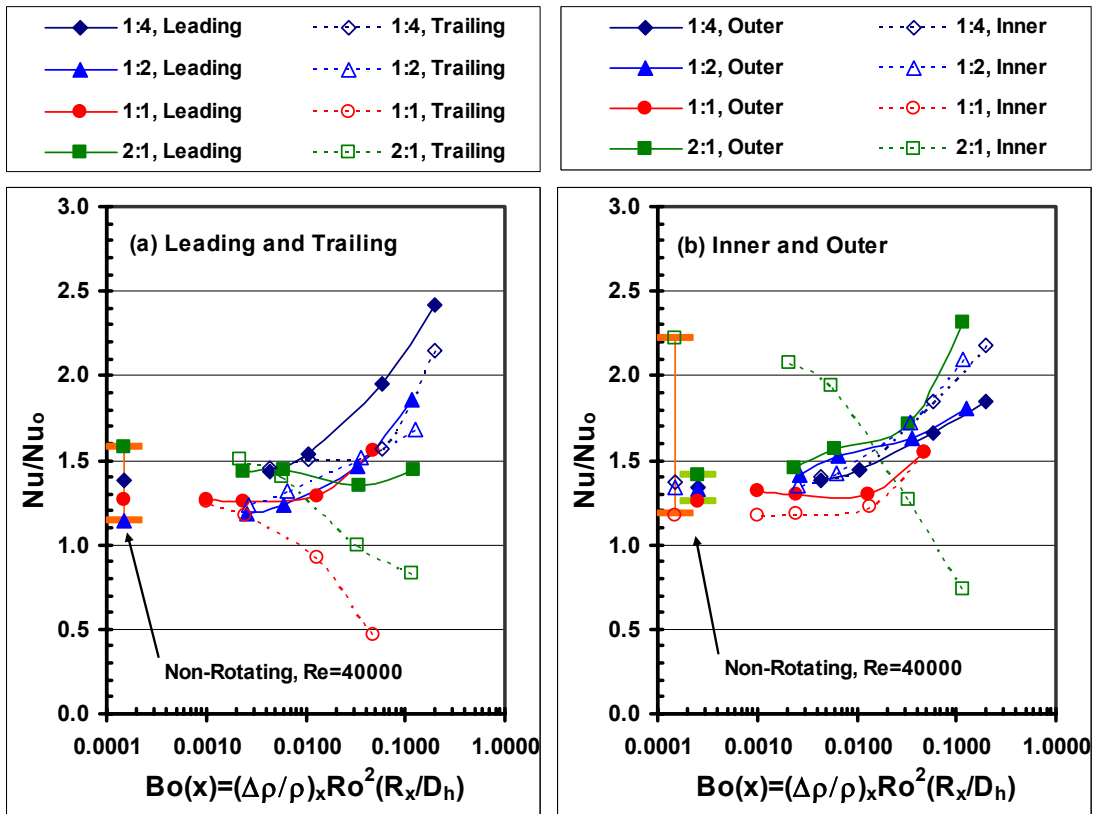 1:4, Leading 1:4, Trailing
1:2, Leading 1:2, Trailing
1:1, Leading 1:1, Trailing
2:1, Leading 2:1, Trailing
1:4, Outer 1:4, Inner
1:2, Outer 1:2, Inner
1:1, Outer 1:1, Inner
2:1, Outer 2:1, Inner
(a) Leading and Trailing
Nu/Nuo
3.0
2.5
2.0
1.5
1.0
0.5
0.0
Non-Rotating, Re=40000
0.0001 0.0010 0.0100 0.1000 1.0000
Bo(x)=(Δρ/ρ)xRo²(Rx/Dh)
(b) Inner and Outer
Nu/Nuo
3.0
2.5
2.0
1.5
1.0
0.5
0.0
Non-Rotating, Re=40000
0.0001 0.0010 0.0100 0.1000 1.0000
Bo(x)=(Δρ/ρ)xRo²(Rx/Dh)